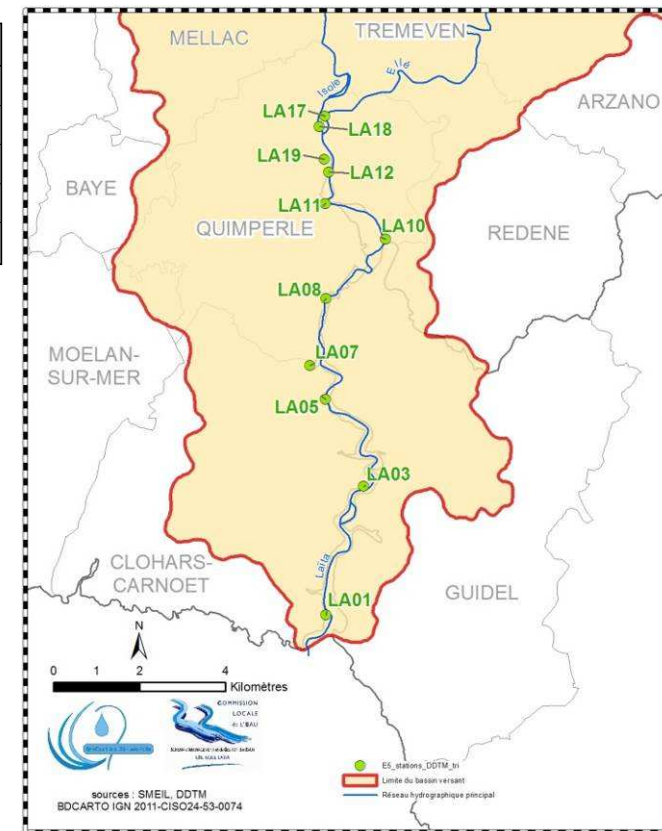 MELLAC
TREMEVEN
Isole
Elle
ARZANO
LA17
LA18
LA19
LA12
BAYE
LA11
QUIMPERLE
LA10
REDENE
LA08
MOELAN-
SUR-MER
LA07
LA05
LA03
CLOHARS-
CARNOET
Laïta
GUIDEL
LA01
N
0 1 2 4
Kilomètres
COMMISSION
LOCALE
de L'EAU
sources : SMEIL, DDTM
BDCARTO IGN 2011-CISO24-53-0074
E5_stations_DDTM_tri
Limite du bassin versant
Réseau hydrographique principal